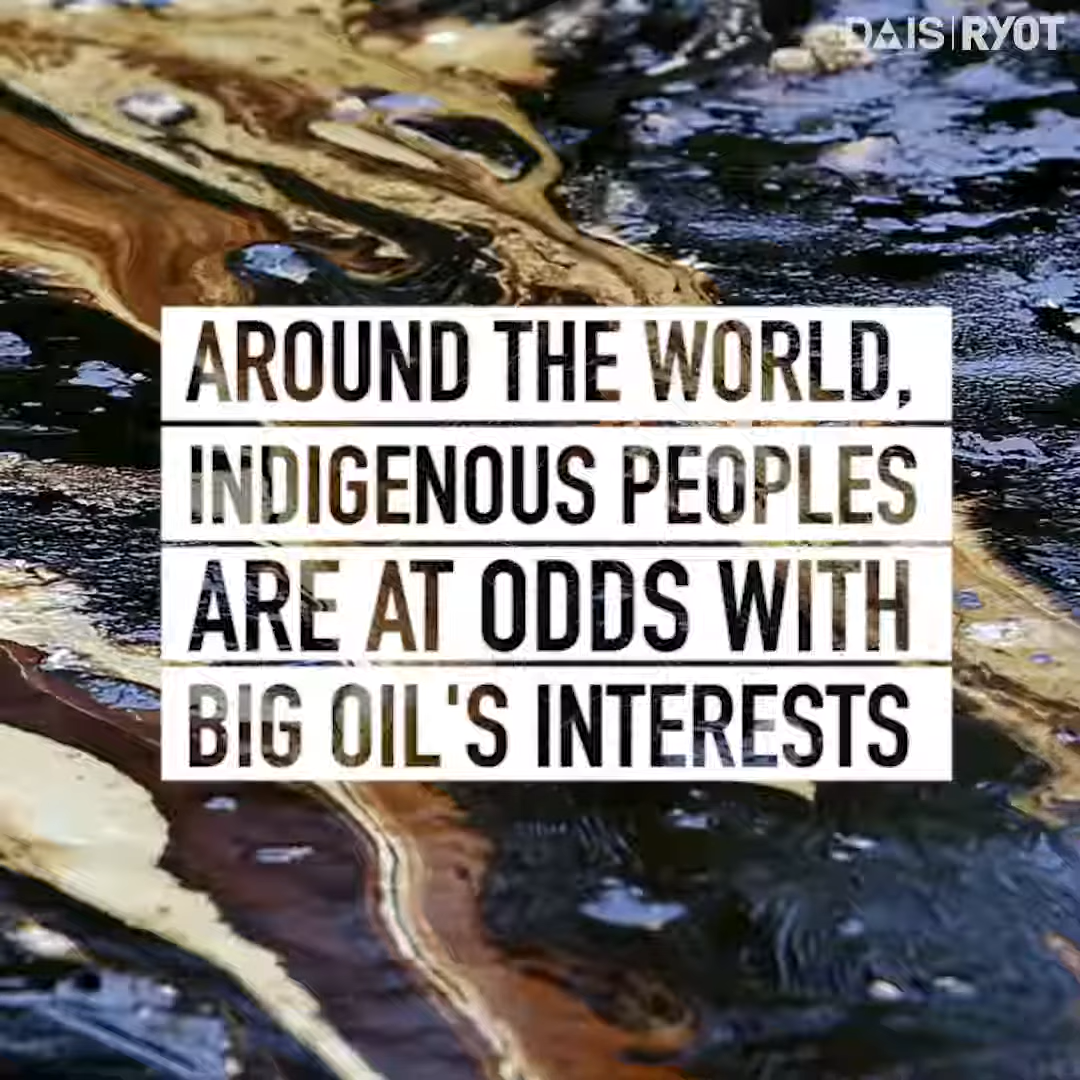 DAIS|RYOT
AROUND THE WORLD,
INDIGENOUS PEOPLES
ARE AT ODDS WITH
BIG OIL'S INTERESTS